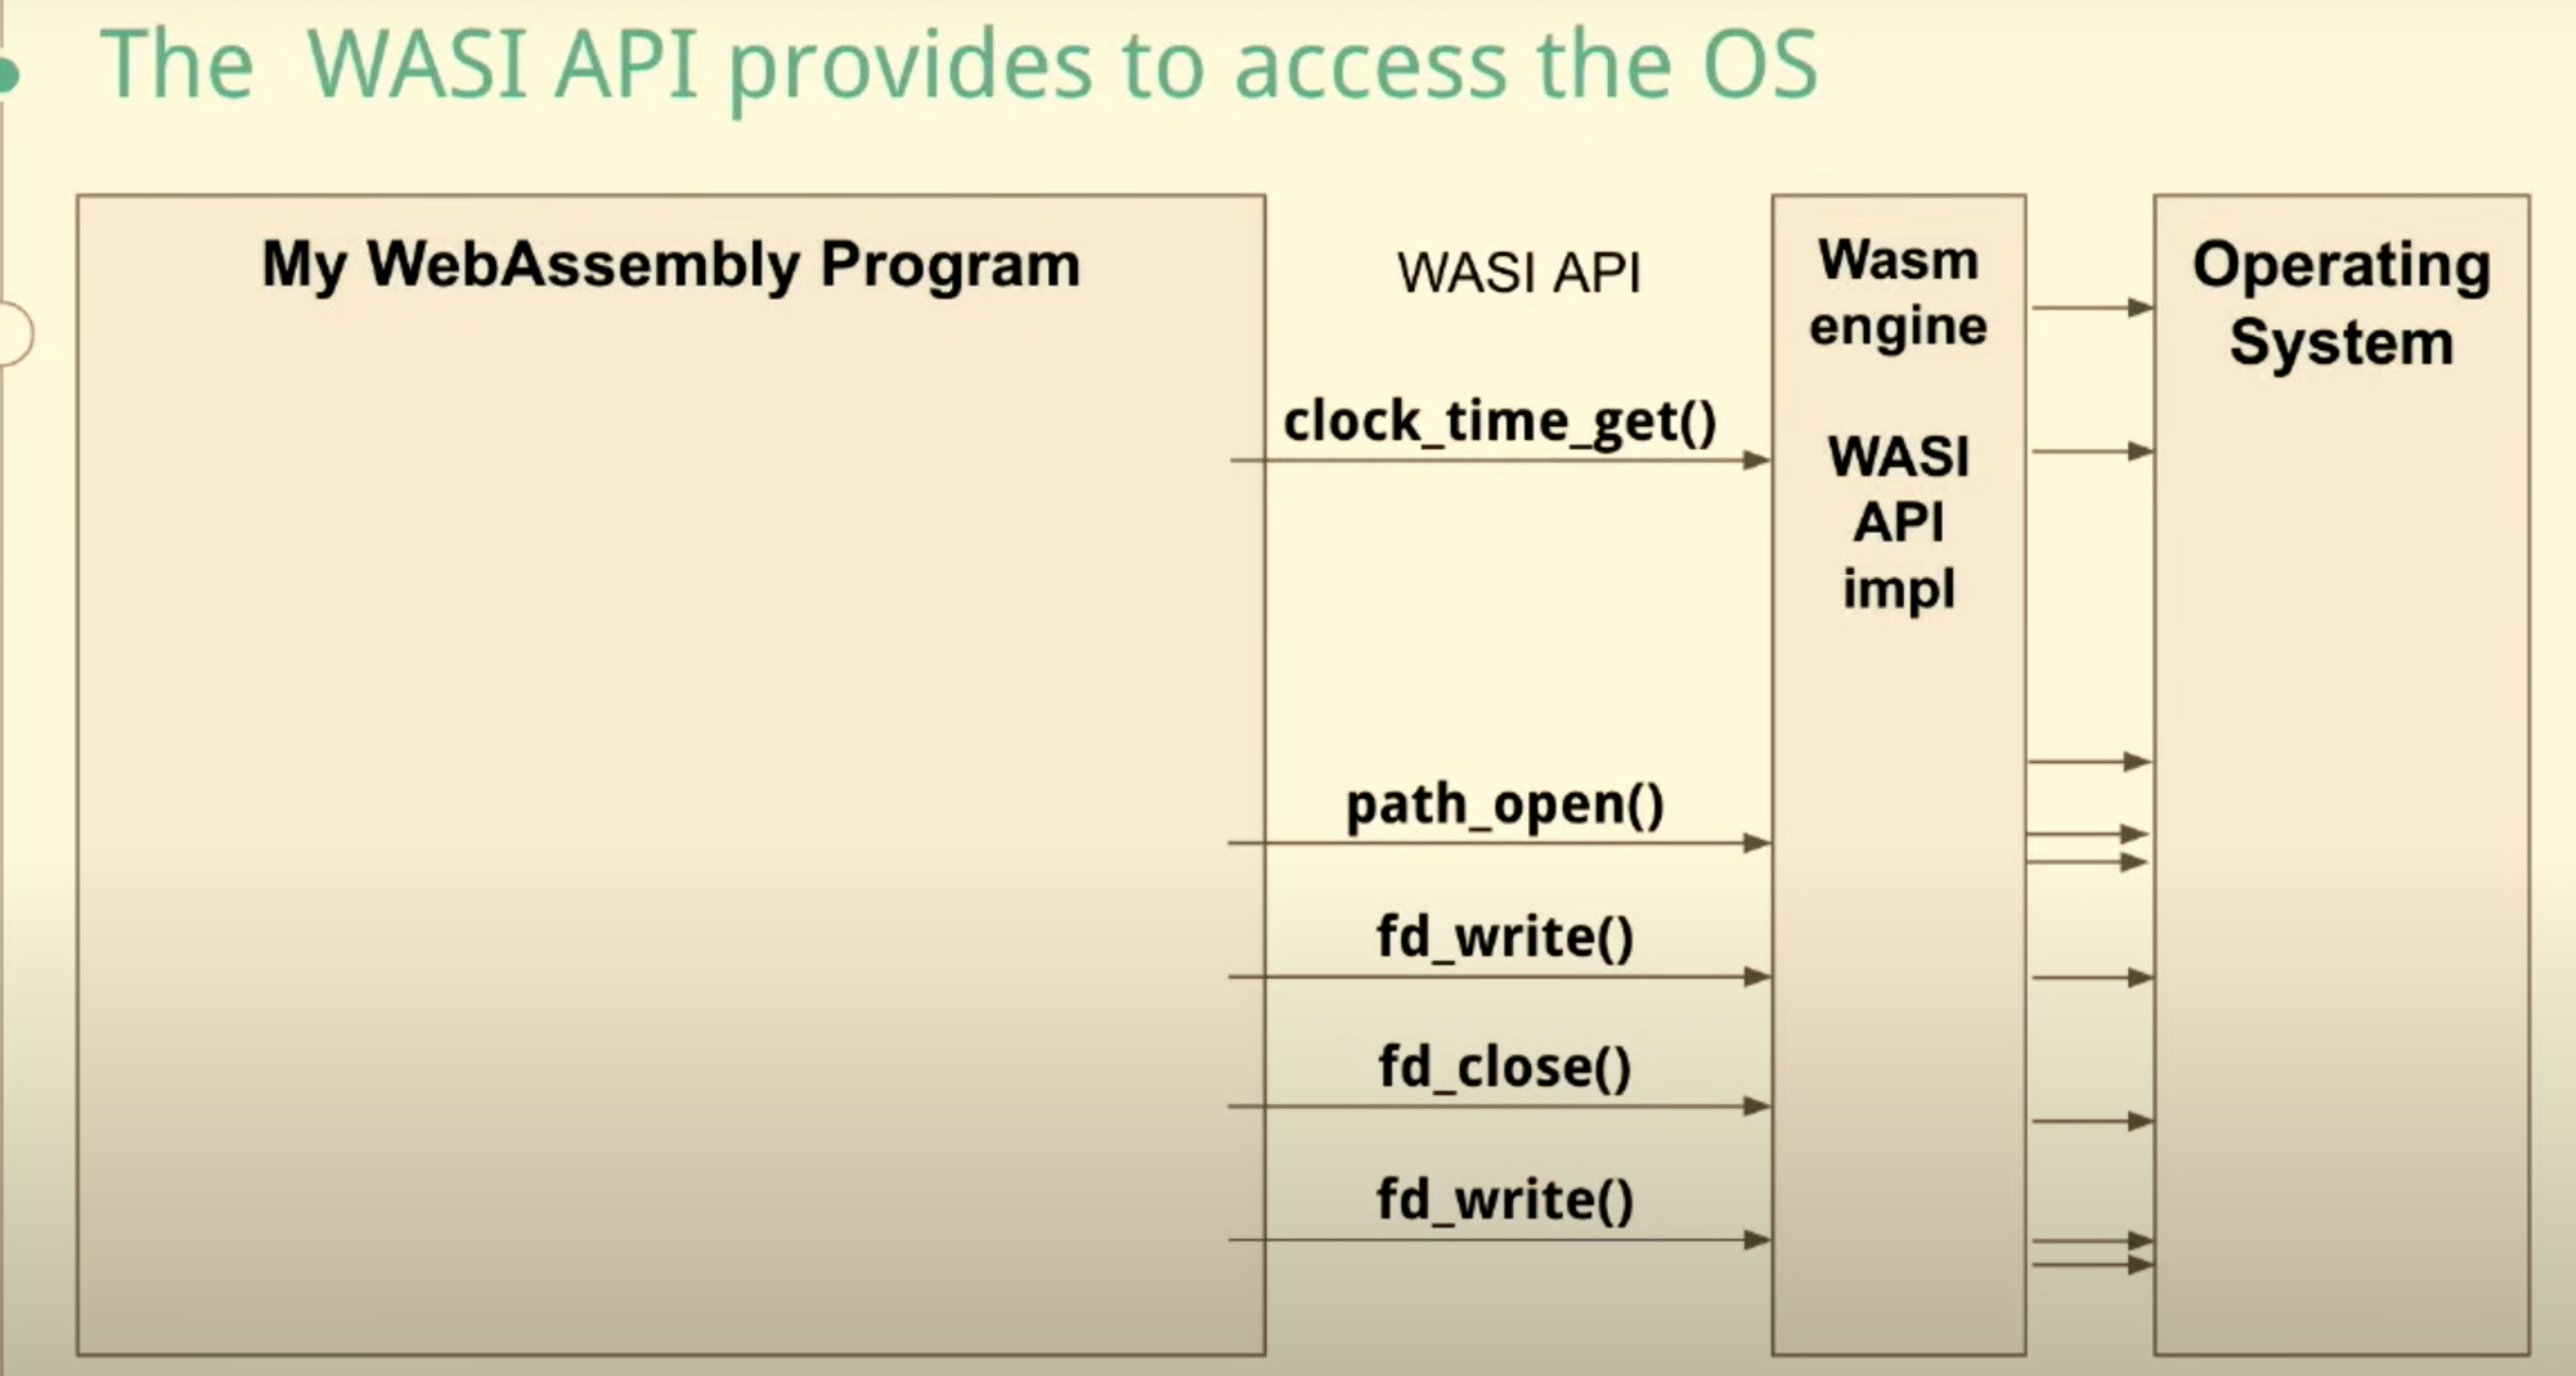 The WASI API provides to access the OS
My WebAssembly Program
WASI API
Wasm
engine
Operating
System
clock_time_get()
WASI
API
impl
path_open()
fd_write()
fd_close()
fd_write()